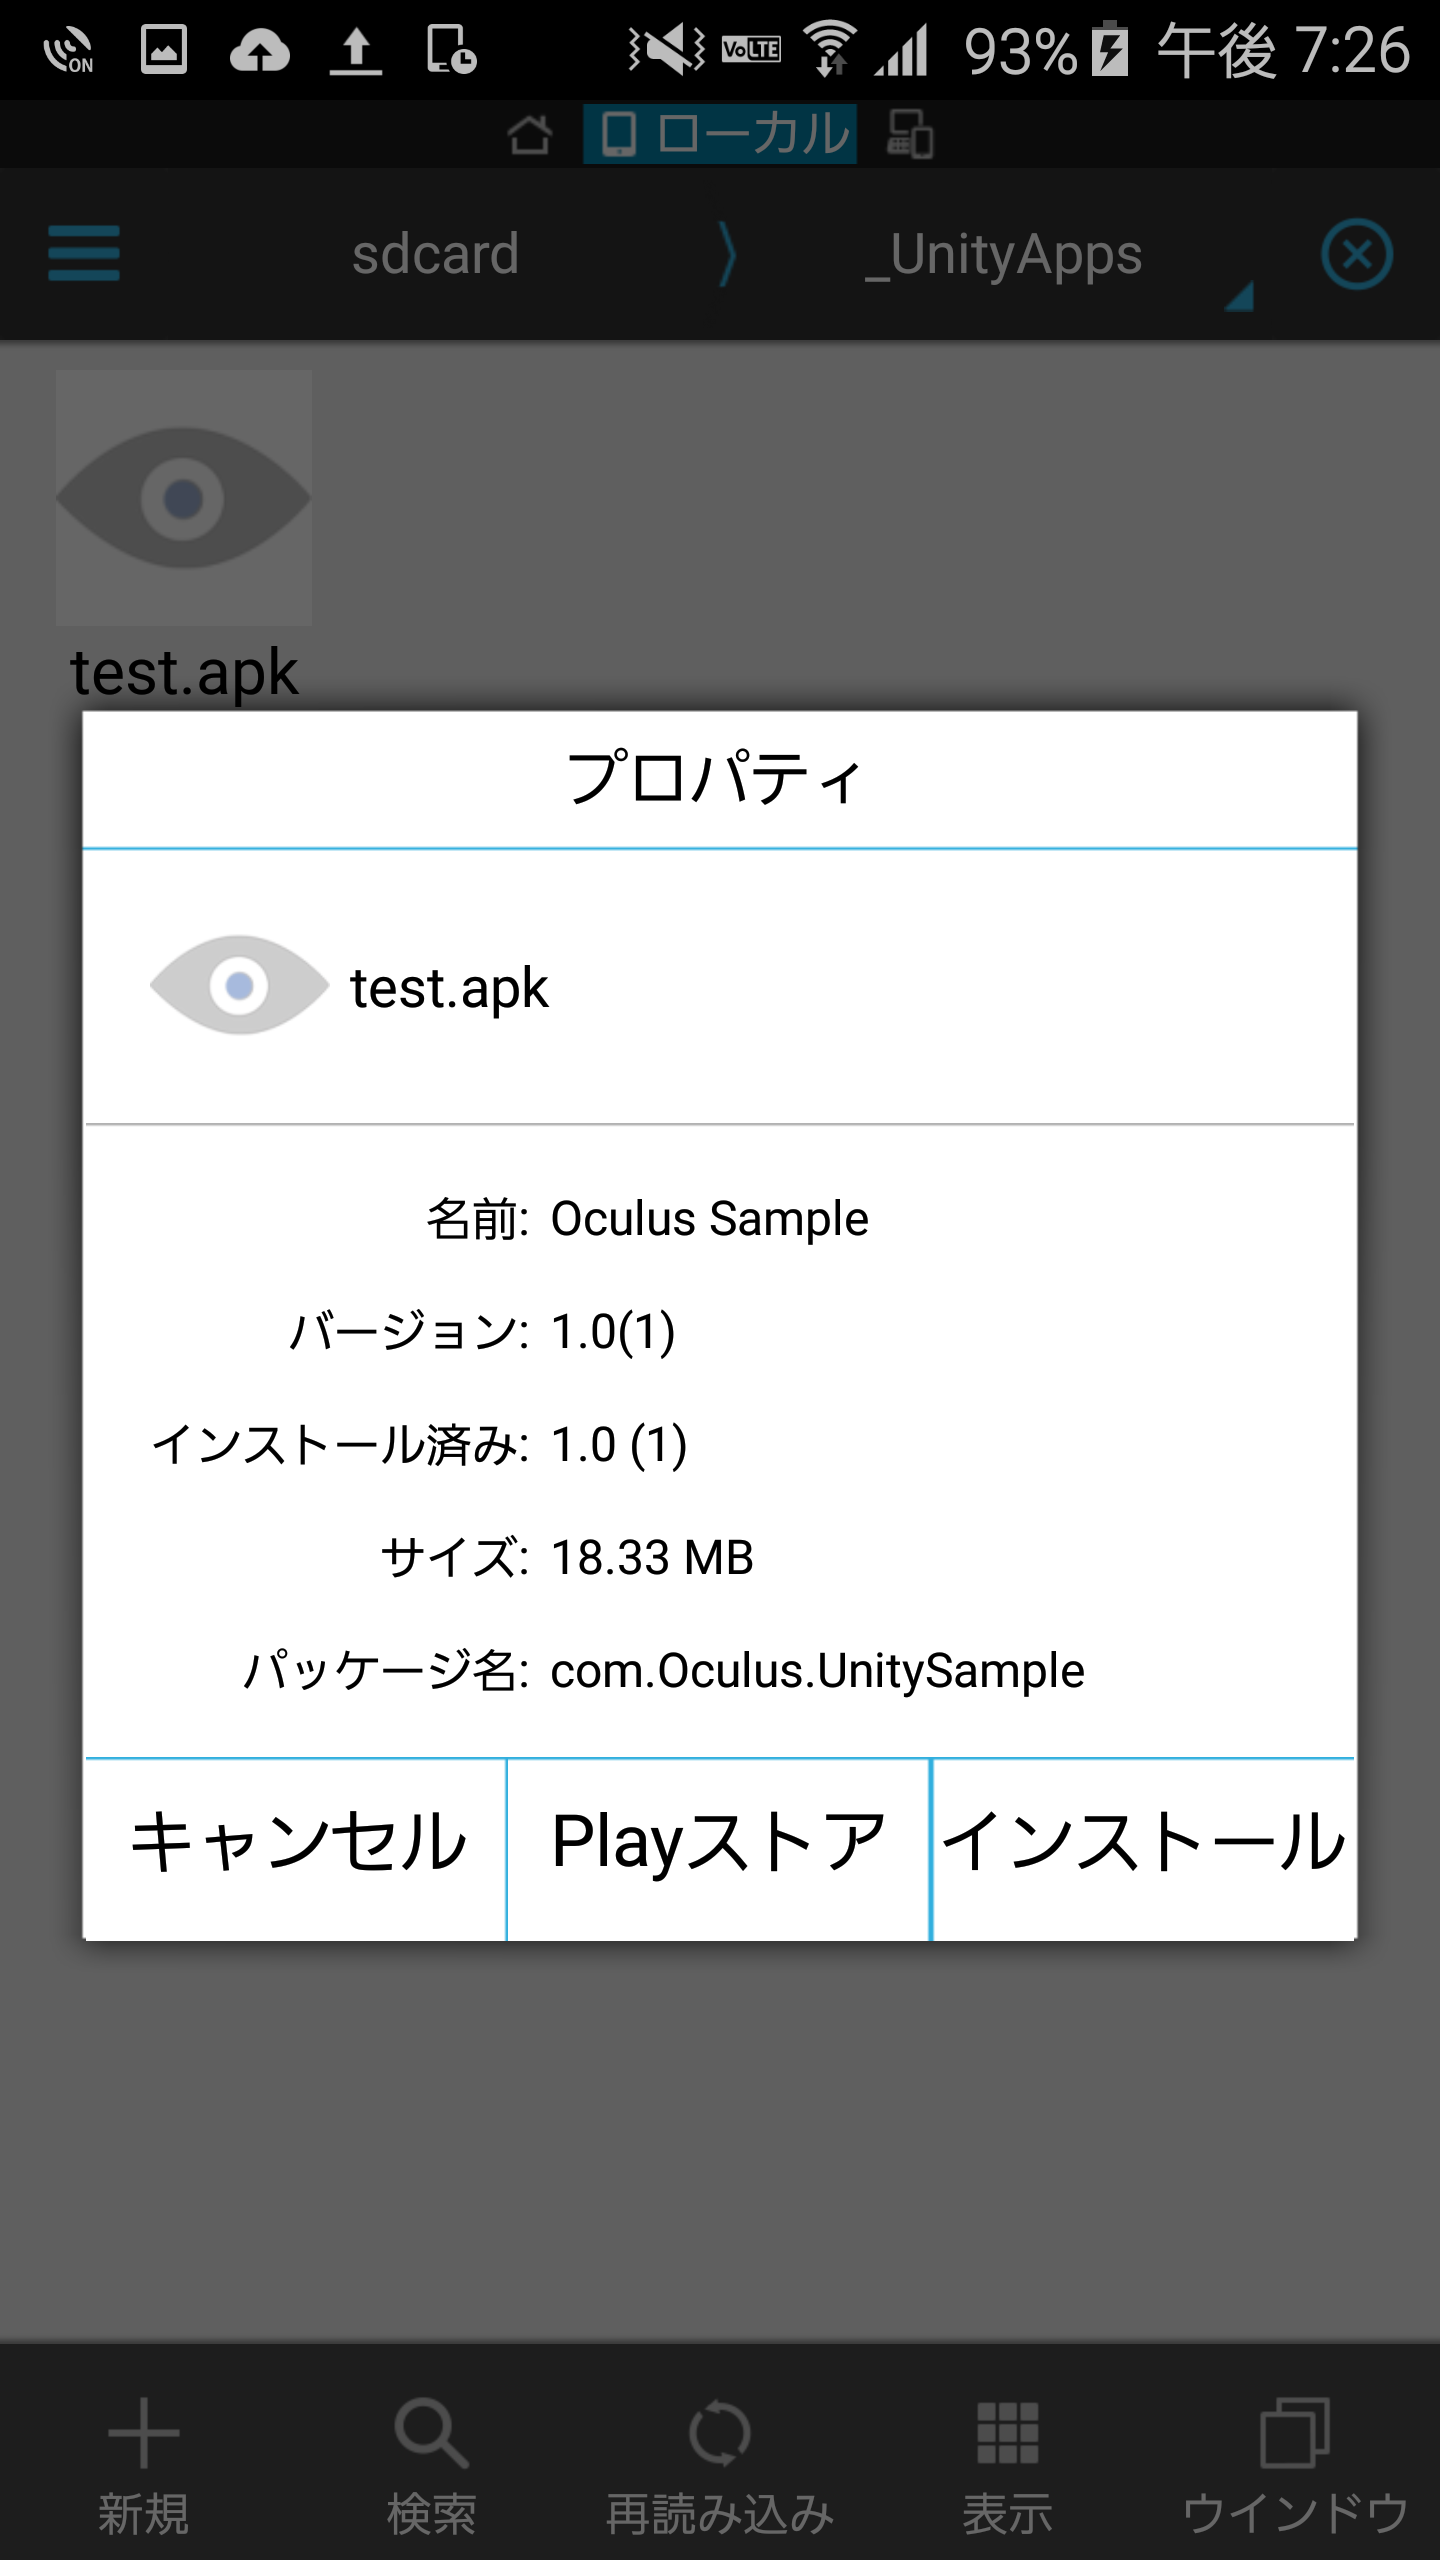 ON VoLTE 93% 午後 7:26
ローカル
sdcard _UnityApps
test.apk
プロパティ
test.apk
名前: Oculus Sample
バージョン: 1.0(1)
インストール済み: 1.0 (1)
サイズ: 18.33 MB
パッケージ名: com.Oculus.UnitySample
キャンセル Playストア インストール
新規 検索 再読み込み 表示 ウインドウ